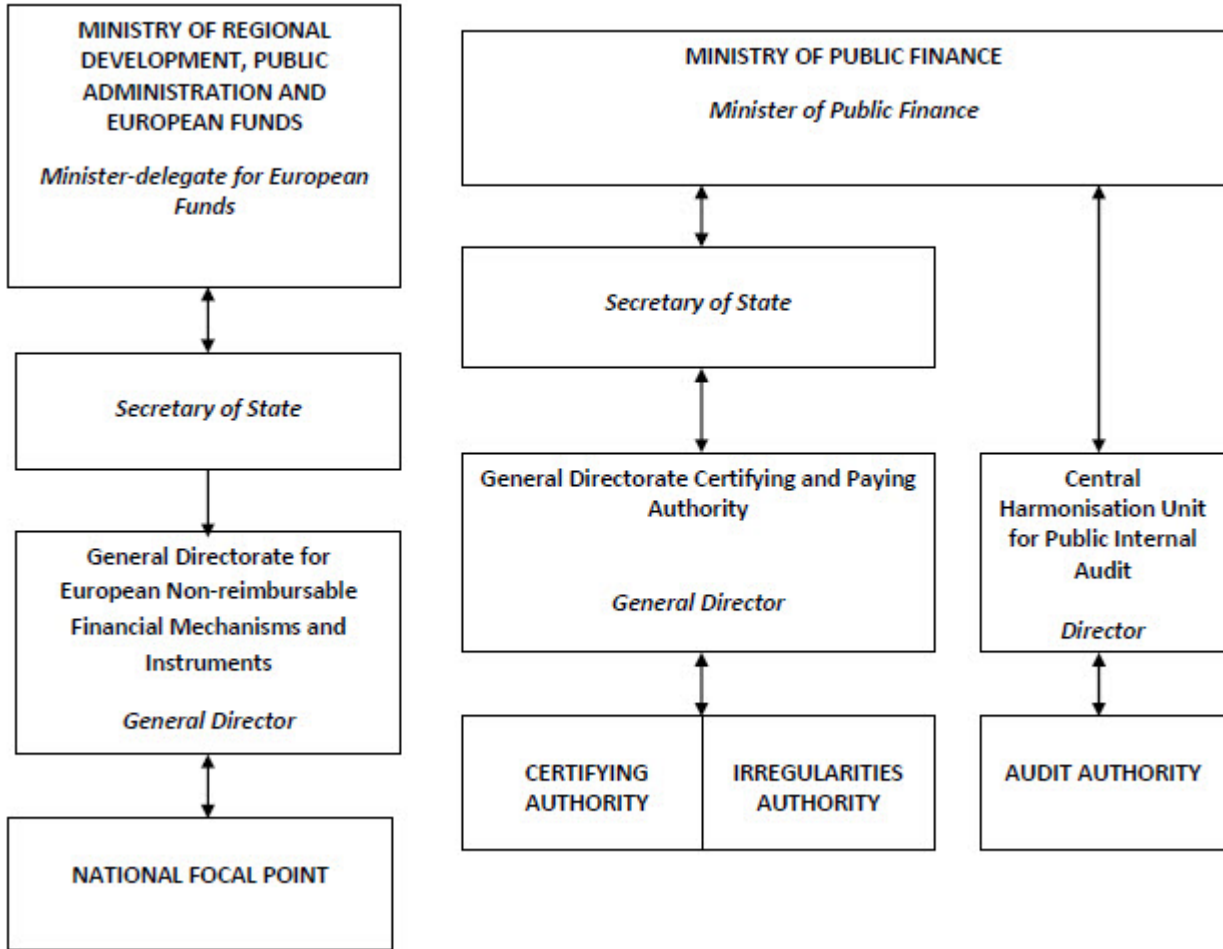 MINISTRY OF REGIONAL
DEVELOPMENT, PUBLIC
ADMINISTRATION AND
EUROPEAN FUNDS
Minister-delegate for European
Funds
Secretary of State
General Directorate for
European Non-reimbursable
Financial Mechanisms and
Instruments
General Director
NATIONAL FOCAL POINT
MINISTRY OF PUBLIC FINANCE
Minister of Public Finance
Secretary of State
General Directorate Certifying and Paying
Authority
General Director
CERTIFYING
AUTHORITY
IRREGULARITIES
AUTHORITY
Central
Harmonisation Unit
for Public Internal
Audit
Director
AUDIT AUTHORITY